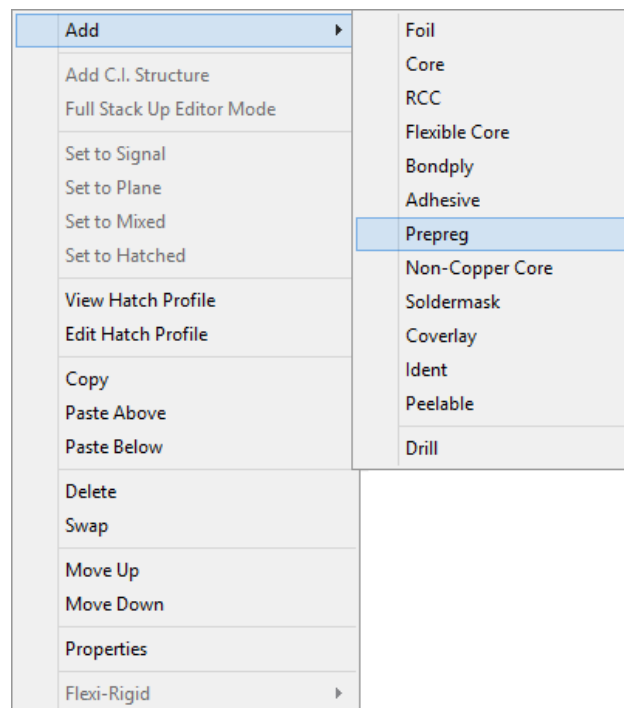 Add
Add C.I. Structure
Full Stack Up Editor Mode
Set to Signal
Set to Plane
Set to Mixed
Set to Hatched
View Hatch Profile
Edit Hatch Profile
Copy
Paste Above
Paste Below
Delete
Swap
Move Up
Move Down
Properties
Flexi-Rigid
Foil
Core
RCC
Flexible Core
Bondply
Adhesive
Prepreg
Non-Copper Core
Soldermask
Coverlay
Ident
Peelable
Drill